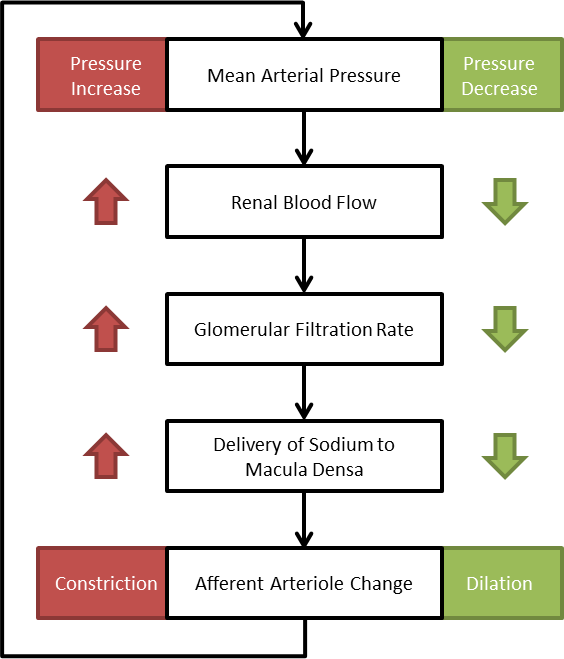 Pressure
Increase
Mean Arterial Pressure
Pressure
Decrease
Renal Blood Flow
Glomerular Filtration Rate
Delivery of Sodium to
Macula Densa
Constriction
Afferent Arteriole Change
Dilation